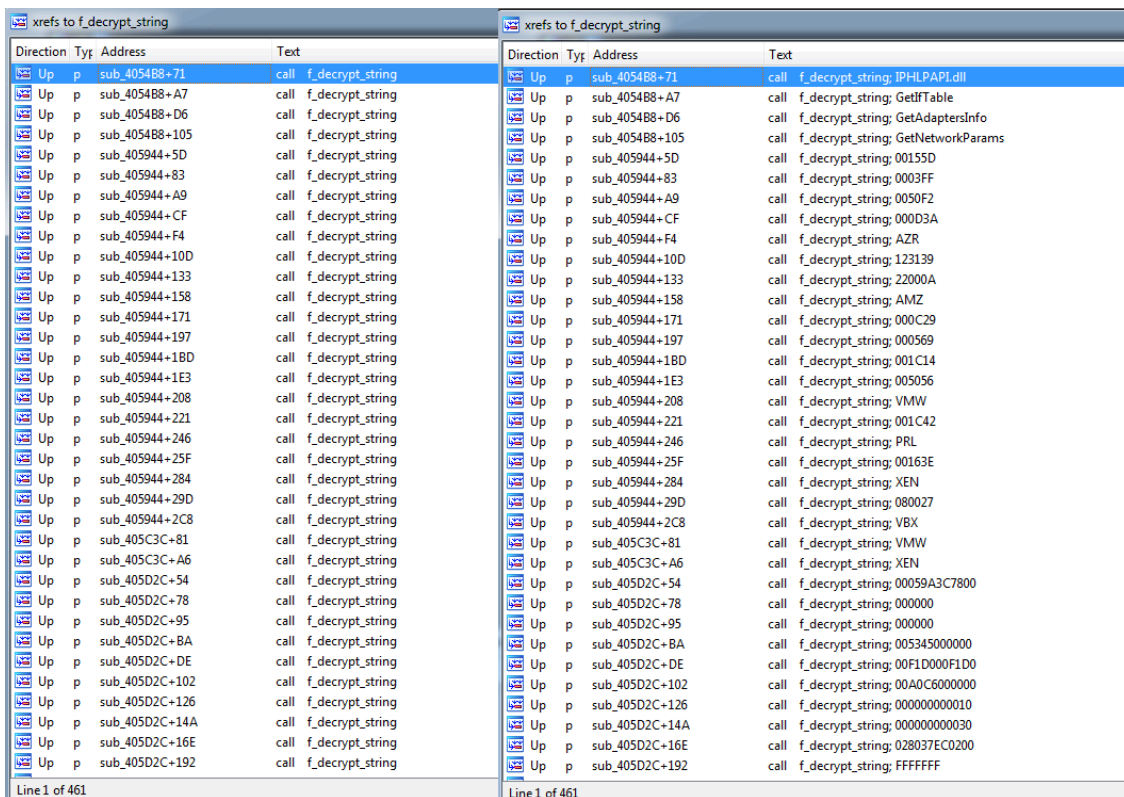 xrefs to f_decrypt_string
Direction Typ Address Text
Up p sub_4054B8+71 call f_decrypt_string
Up p sub_4054B8+A7 call f_decrypt_string
Up p sub_4054B8+D6 call f_decrypt_string
Up p sub_4054B8+105 call f_decrypt_string
Up p sub_405944+5D call f_decrypt_string
Up p sub_405944+83 call f_decrypt_string
Up p sub_405944+A9 call f_decrypt_string
Up p sub_405944+CF call f_decrypt_string
Up p sub_405944+F4 call f_decrypt_string
Up p sub_405944+10D call f_decrypt_string
Up p sub_405944+133 call f_decrypt_string
Up p sub_405944+158 call f_decrypt_string
Up p sub_405944+171 call f_decrypt_string
Up p sub_405944+197 call f_decrypt_string
Up p sub_405944+1BD call f_decrypt_string
Up p sub_405944+1E3 call f_decrypt_string
Up p sub_405944+208 call f_decrypt_string
Up p sub_405944+221 call f_decrypt_string
Up p sub_405944+246 call f_decrypt_string
Up p sub_405944+25F call f_decrypt_string
Up p sub_405944+284 call f_decrypt_string
Up p sub_405944+29D call f_decrypt_string
Up p sub_405944+2C8 call f_decrypt_string
Up p sub_405C3C+81 call f_decrypt_string
Up p sub_405C3C+A6 call f_decrypt_string
Up p sub_405D2C+54 call f_decrypt_string
Up p sub_405D2C+78 call f_decrypt_string
Up p sub_405D2C+95 call f_decrypt_string
Up p sub_405D2C+BA call f_decrypt_string
Up p sub_405D2C+DE call f_decrypt_string
Up p sub_405D2C+102 call f_decrypt_string
Up p sub_405D2C+126 call f_decrypt_string
Up p sub_405D2C+14A call f_decrypt_string
Up p sub_405D2C+16E call f_decrypt_string
Up p sub_405D2C+192 call f_decrypt_string
Line 1 of 461
xrefs to f_decrypt_string
Direction Typ Address Text
Up p sub_4054B8+71 call f_decrypt_string; IPHLPAPI.dll
Up p sub_4054B8+A7 call f_decrypt_string; GetIfTable
Up p sub_4054B8+D6 call f_decrypt_string; GetAdaptersInfo
Up p sub_4054B8+105 call f_decrypt_string; GetNetworkParams
Up p sub_405944+5D call f_decrypt_string; 00155D
Up p sub_405944+83 call f_decrypt_string; 0003FF
Up p sub_405944+A9 call f_decrypt_string; 0050F2
Up p sub_405944+CF call f_decrypt_string; 000D3A
Up p sub_405944+F4 call f_decrypt_string; AZR
Up p sub_405944+10D call f_decrypt_string; 123139
Up p sub_405944+133 call f_decrypt_string; 22000A
Up p sub_405944+158 call f_decrypt_string; AMZ
Up p sub_405944+171 call f_decrypt_string; 000C29
Up p sub_405944+197 call f_decrypt_string; 000569
Up p sub_405944+1BD call f_decrypt_string; 001C14
Up p sub_405944+1E3 call f_decrypt_string; 005056
Up p sub_405944+208 call f_decrypt_string; VMW
Up p sub_405944+221 call f_decrypt_string; 001C42
Up p sub_405944+246 call f_decrypt_string; PRL
Up p sub_405944+25F call f_decrypt_string; 00163E
Up p sub_405944+284 call f_decrypt_string; XEN
Up p sub_405944+29D call f_decrypt_string; 080027
Up p sub_405944+2C8 call f_decrypt_string; VBX
Up p sub_405C3C+81 call f_decrypt_string; VMW
Up p sub_405C3C+A6 call f_decrypt_string; XEN
Up p sub_405D2C+54 call f_decrypt_string; 00059A3C7800
Up p sub_405D2C+78 call f_decrypt_string; 000000
Up p sub_405D2C+95 call f_decrypt_string; 000000
Up p sub_405D2C+BA call f_decrypt_string; 005345000000
Up p sub_405D2C+DE call f_decrypt_string; 00F1D000F1D0
Up p sub_405D2C+102 call f_decrypt_string; 00A0C6000000
Up p sub_405D2C+126 call f_decrypt_string; 000000000010
Up p sub_405D2C+14A call f_decrypt_string; 000000000030
Up p sub_405D2C+16E call f_decrypt_string; 028037EC0200
Up p sub_405D2C+192 call f_decrypt_string; FFFFFFF
Line 1 of 461